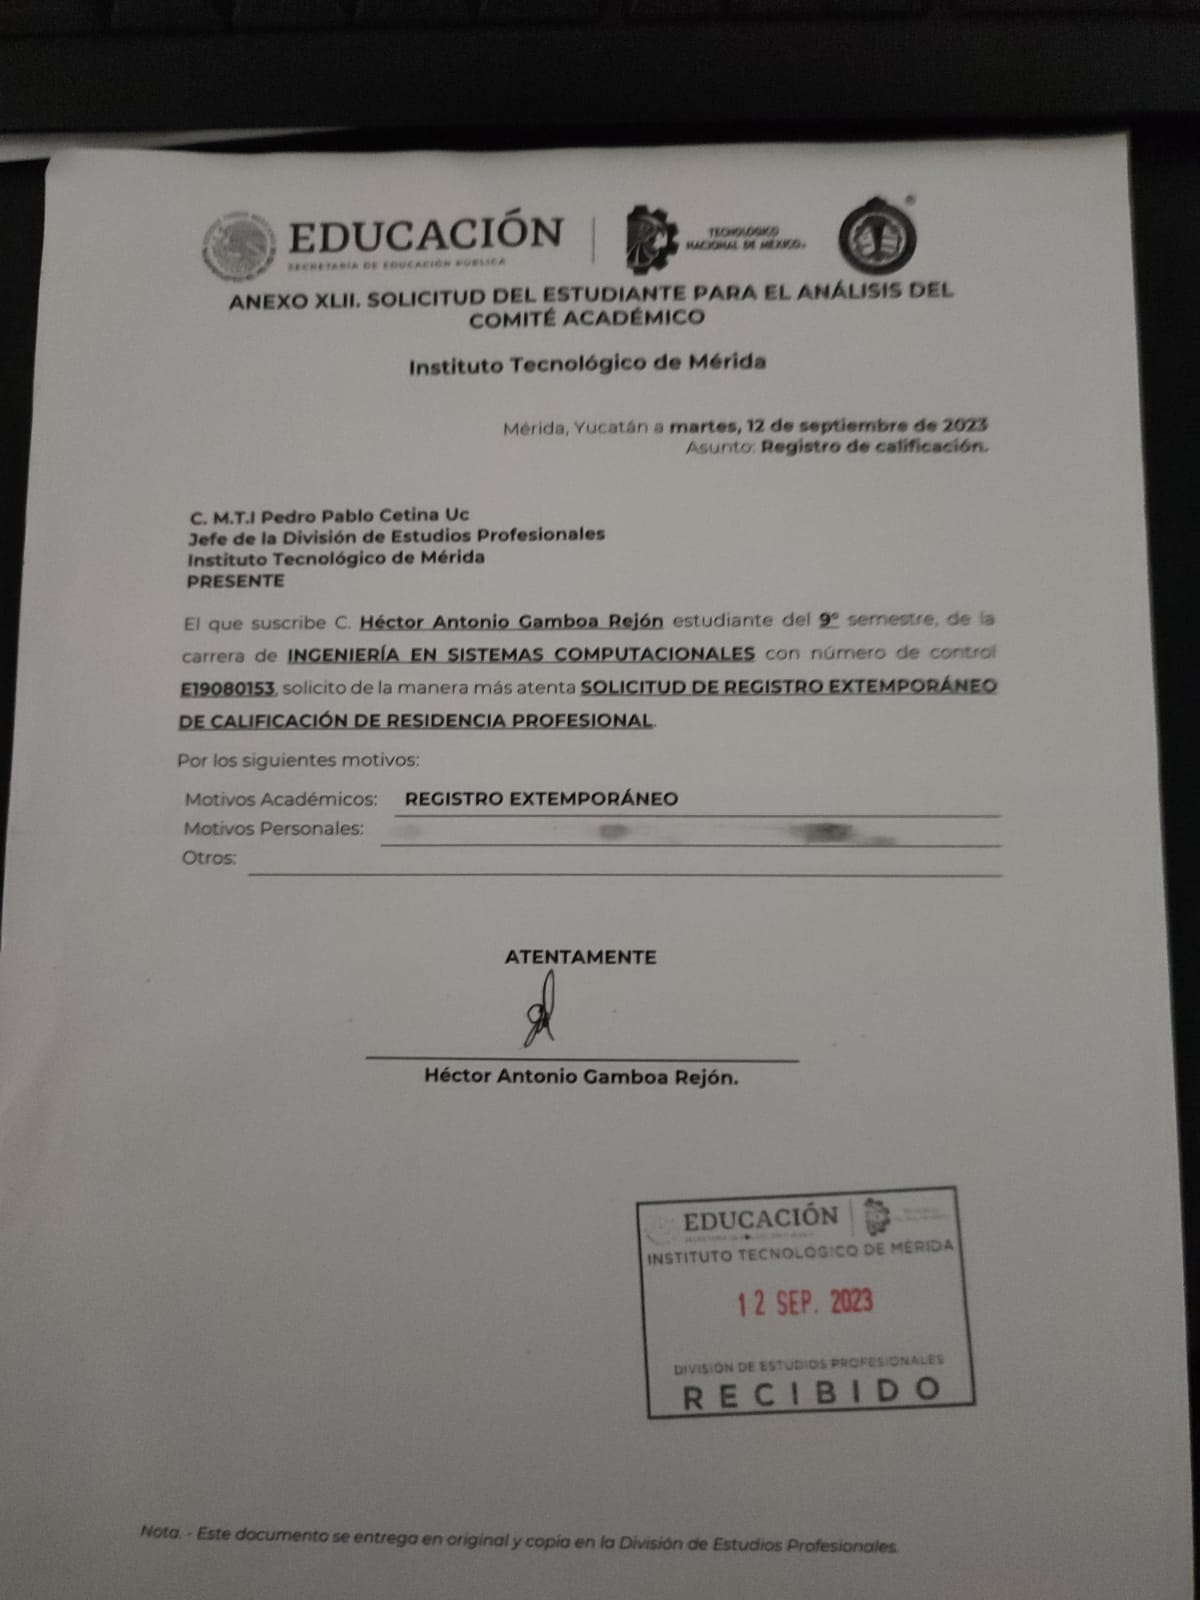 EDUCACIÓN
SECRETARÍA DE EDUCACIÓN PÚBLICA
TECNOLÓGICO
NACIONAL DE MÉXICO®
®
ANEXO XLII. SOLICITUD DEL ESTUDIANTE PARA EL ANÁLISIS DEL
COMITÉ ACADÉMICO
Instituto Tecnológico de Mérida
Mérida, Yucatán a martes, 12 de septiembre de 2023
Asunto: Registro de calificación.
C. M.T.I Pedro Pablo Cetina Uc
Jefe de la División de Estudios Profesionales
Instituto Tecnológico de Mérida
PRESENTE
El que suscribe C. Héctor Antonio Gamboa Rejón estudiante del 9° semestre, de la
carrera de INGENIERÍA EN SISTEMAS COMPUTACIONALES con número de control
E19080153, solicito de la manera más atenta SOLICITUD DE REGISTRO EXTEMPORÁNEO
DE CALIFICACIÓN DE RESIDENCIA PROFESIONAL.
Por los siguientes motivos:
Motivos Académicos: REGISTRO EXTEMPORÁNEO
Motivos Personales:
Otros:
ATENTAMENTE
Héctor Antonio Gamboa Rejón.
EDUCACIÓN
INSTITUTO TECNOLÓGICO DE MÉRIDA
12 SEP. 2023
DIVISIÓN DE ESTUDIOS PROFESIONALES
RECIBIDO
Nota. - Este documento se entrega en original y copia en la División de Estudios Profesionales.